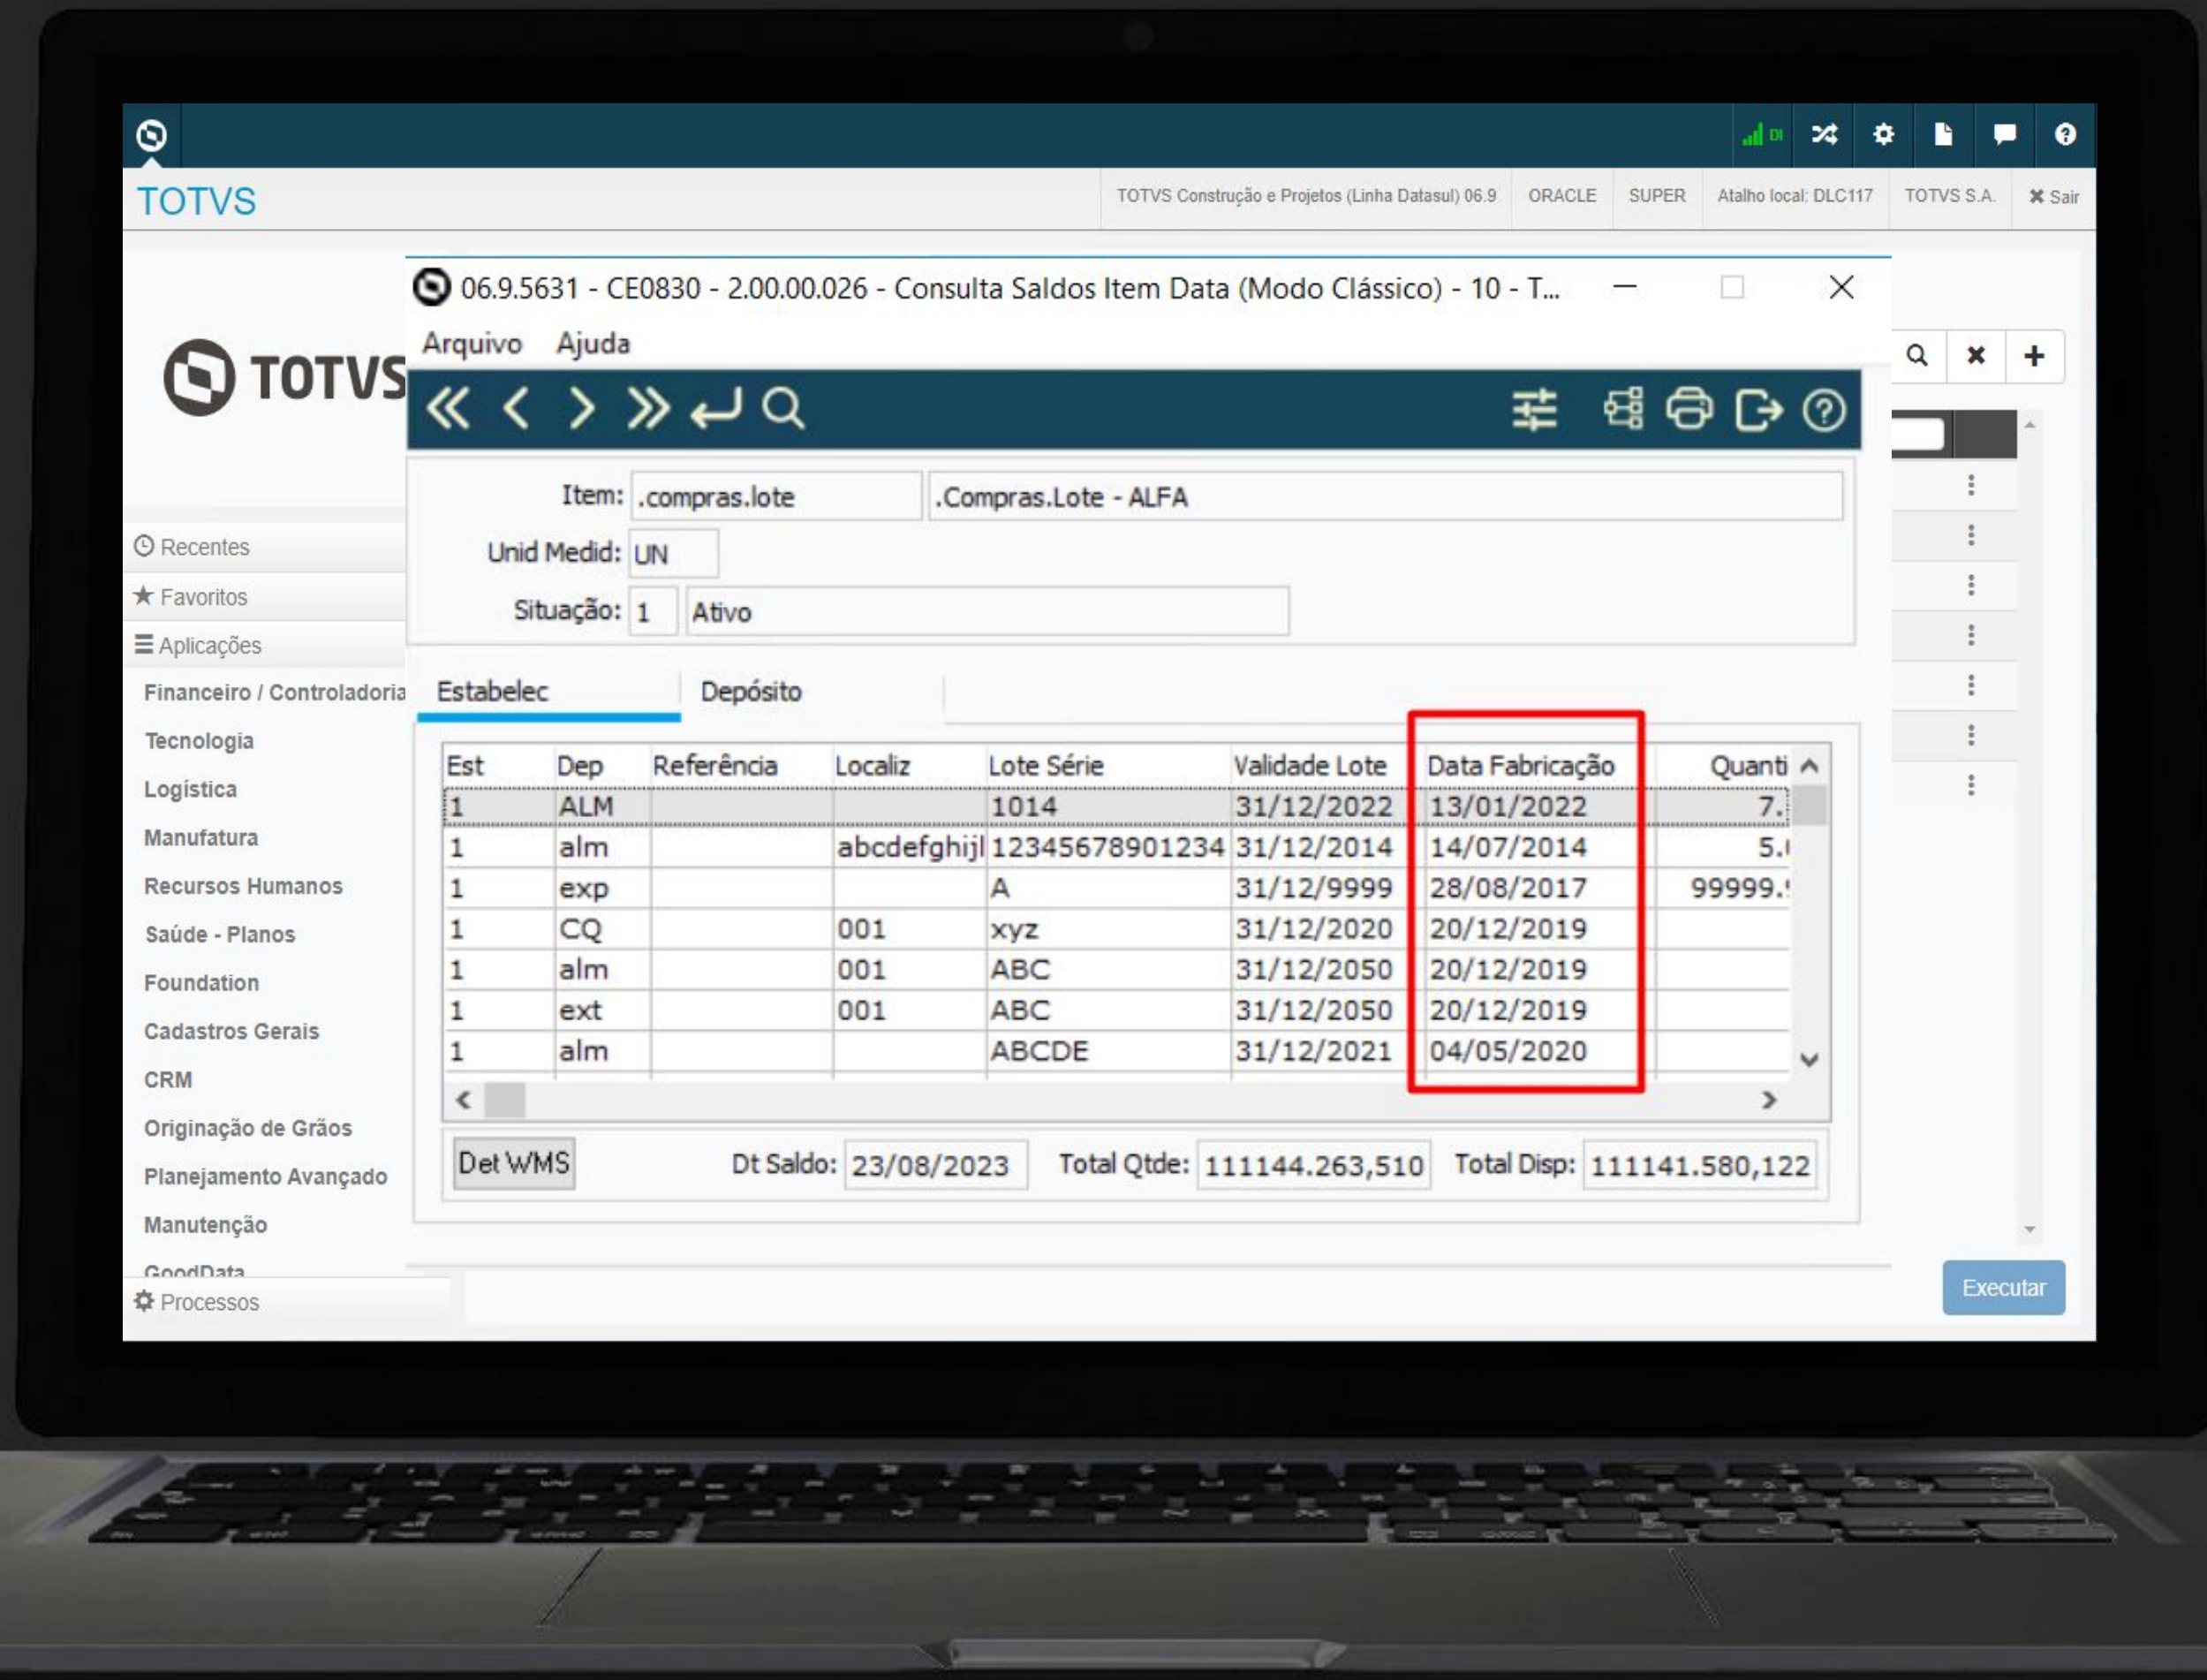 DI
TOTVS
TOTVS Construção e Projetos (Linha Datasul) 06.9 ORACLE SUPER Atalho local: DLC117 TOTVS S.A. Sair
06.9.5631 - CE0830 - 2.00.00.026 - Consulta Saldos Item Data (Modo Clássico) - 10 - T...
Arquivo Ajuda
TOTVS
Item: .compras.lote .Compras.Lote - ALFA
Unid Medid: UN
Situação: 1 Ativo
Recentes
Favoritos
Aplicações
Financeiro / Controladoria
Tecnologia
Logística
Manufatura
Recursos Humanos
Saúde - Planos
Foundation
Cadastros Gerais
CRM
Originação de Grãos
Planejamento Avançado
Manutenção
GoodData
Processos
Estabelec Depósito
Est Dep Referência Localiz Lote Série Validade Lote Data Fabricação Quanti
1 ALM 1014 31/12/2022 13/01/2022 7.
1 alm abcdefghijl 12345678901234 31/12/2014 14/07/2014 5.
1 exp A 31/12/9999 28/08/2017 99999.
1 CQ 001 xyz 31/12/2020 20/12/2019
1 alm 001 ABC 31/12/2050 20/12/2019
1 ext 001 ABC 31/12/2050 20/12/2019
1 alm ABCDE 31/12/2021 04/05/2020
Det WMS Dt Saldo: 23/08/2023 Total Qtde: 111144.263,510 Total Disp: 111141.580,122
Executar